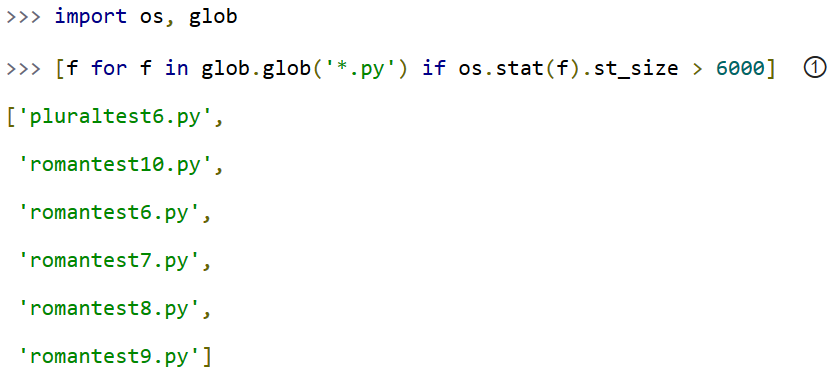 >>> import os, glob
>>> [f for f in glob.glob('*.py') if os.stat(f).st_size > 6000] ①
['pluraltest6.py',
 'romantest10.py',
 'romantest6.py',
 'romantest7.py',
 'romantest8.py',
 'romantest9.py']